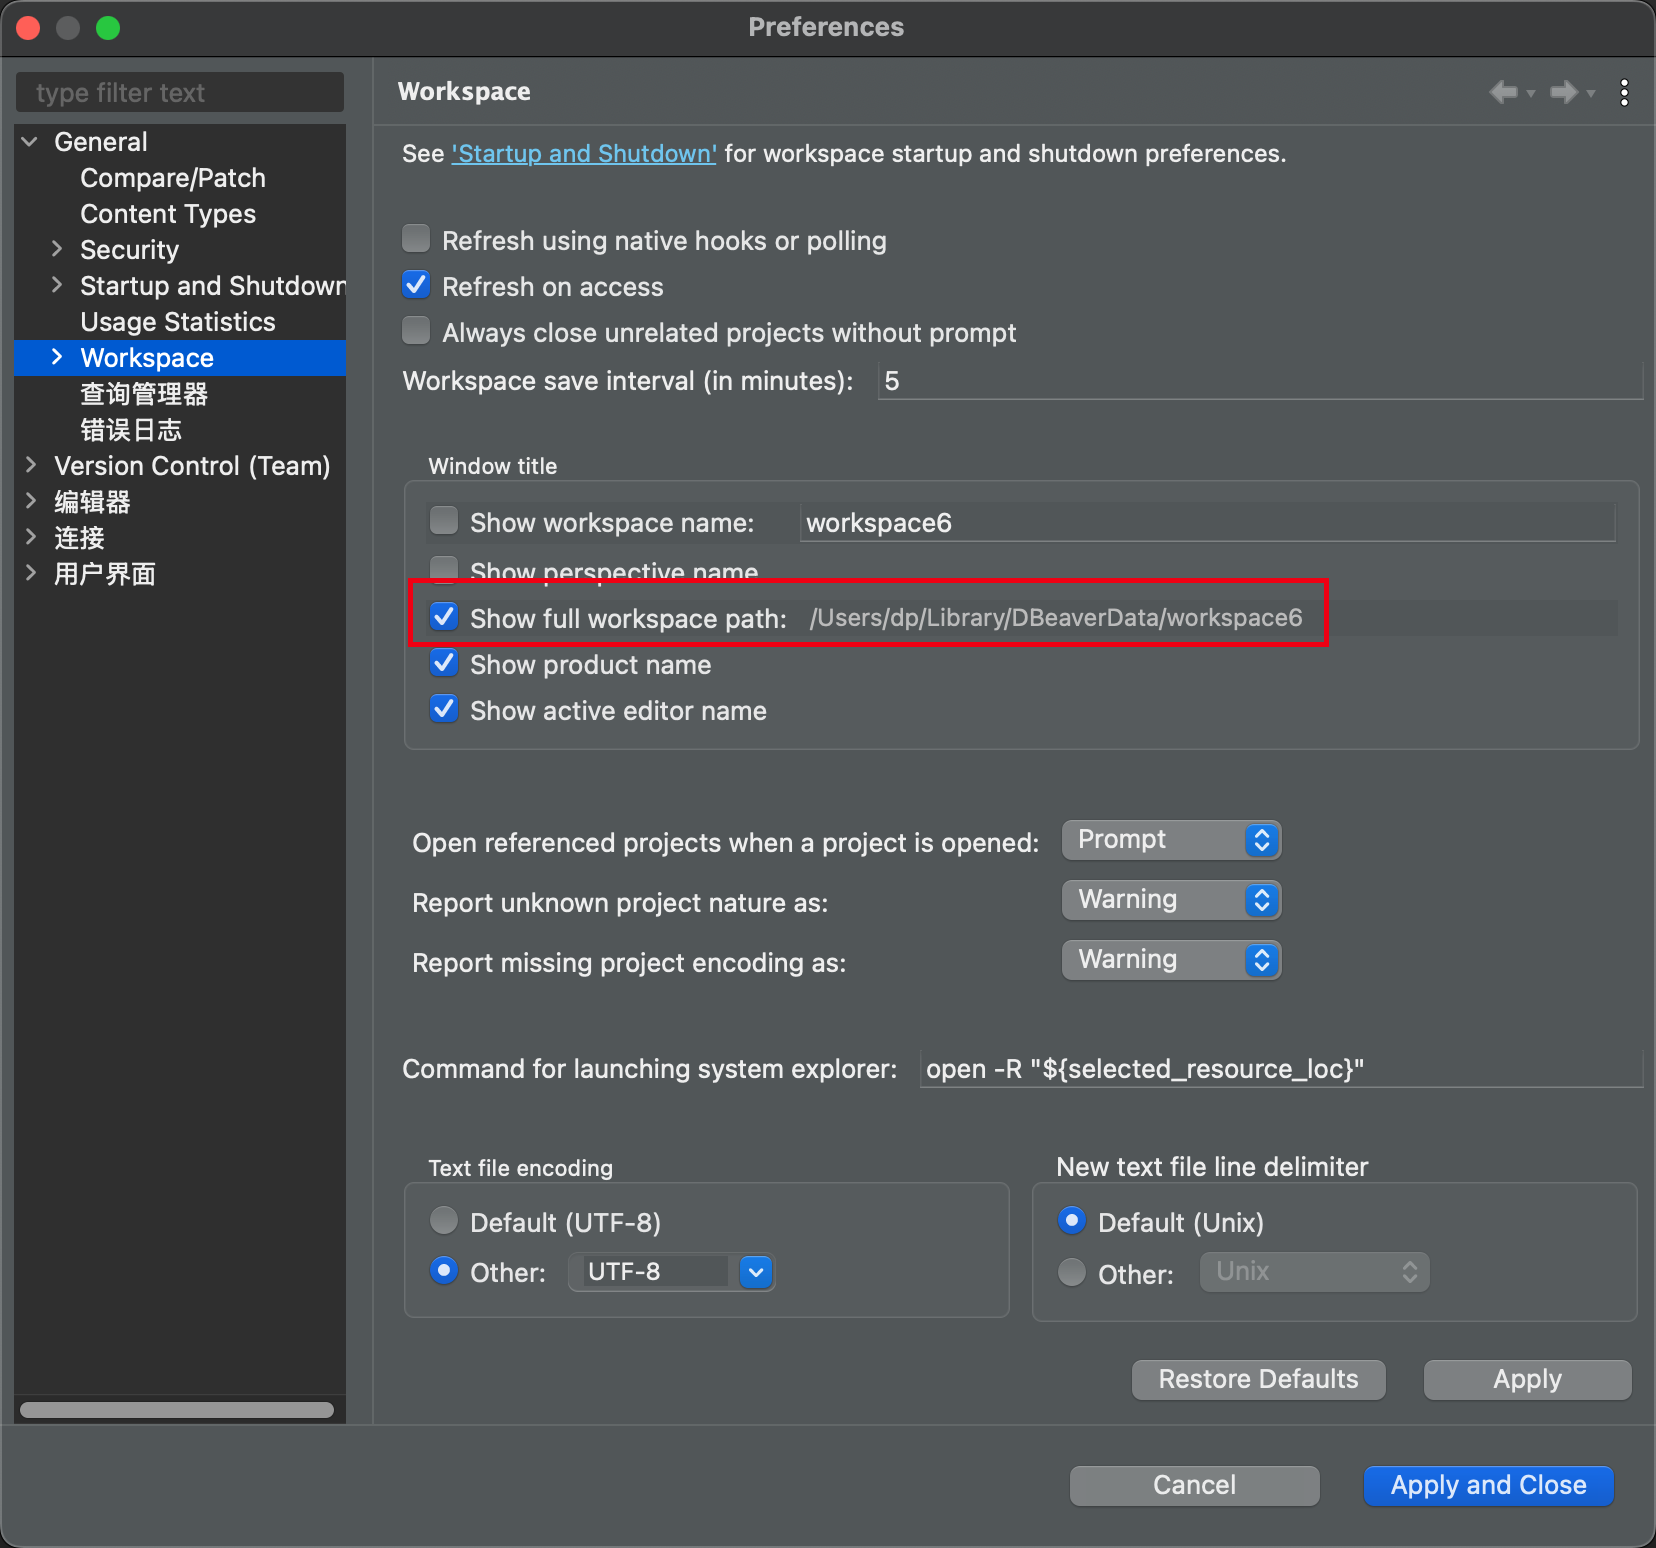 Preferences
type filter text
General
Compare/Patch
Content Types
Security
Startup and Shutdown
Usage Statistics
Workspace
查询管理器
错误日志
Version Control (Team)
编辑器
连接
用户界面
Workspace
See 'Startup and Shutdown' for workspace startup and shutdown preferences.
Refresh using native hooks or polling
Refresh on access
Always close unrelated projects without prompt
Workspace save interval (in minutes): 5
Window title
Show workspace name: workspace6
Show perspective name
Show full workspace path: /Users/dp/Library/DBeaverData/workspace6
Show product name
Show active editor name
Open referenced projects when a project is opened: Prompt
Report unknown project nature as: Warning
Report missing project encoding as: Warning
Command for launching system explorer: open -R "${selected_resource_loc}"
Text file encoding
Default (UTF-8)
Other: UTF-8
New text file line delimiter
Default (Unix)
Other: Unix
Restore Defaults Apply
Cancel Apply and Close